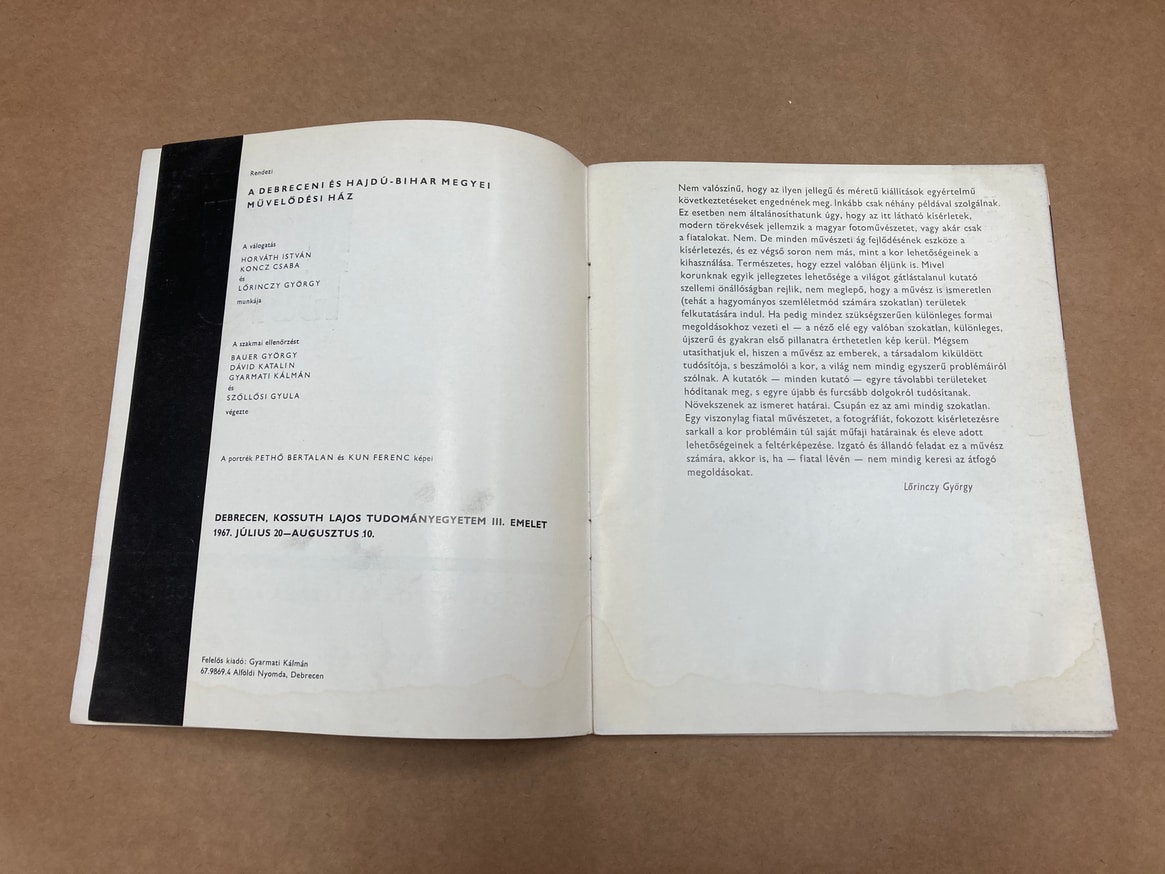 Rendezi
A DEBRECENI ÉS HAJDÚ-BIHAR MEGYEI
MŰVELŐDÉSI HÁZ
A válogatás
HORVÁTH ISTVÁN
KONCZ CSABA
és
LŐRINCZY GYÖRGY
munkája
A szakmai ellenőrzést
BAUER GYÖRGY
DÁVID KATALIN
GYARMATI KÁLMÁN
és
SZÖLLŐSI GYULA
végezte
A portrék PETHŐ BERTALAN és KUN FERENC képei
DEBRECEN, KOSSUTH LAJOS TUDOMÁNYEGYETEM III. EMELET
1967. JÚLIUS 20—AUGUSZTUS 10.
Felelős kiadó: Gyarmati Kálmán
67.9869.4 Alföldi Nyomda, Debrecen
Nem valószínű, hogy az ilyen jellegű és méretű kiállítások egyértelmű
következtetéseket engednének meg. Inkább csak néhány példával szolgálnak.
Ez esetben nem általánosíthatunk úgy, hogy az itt látható kísérletek,
modern törekvések jellemzik a magyar fotoművészetet, vagy akár csak
a fiatalokat. Nem. De minden művészeti ág fejlődésének eszköze a
kísérletezés, és ez végső soron nem más, mint a kor lehetőségeinek a
kihasználása. Természetes, hogy ezzel valóban éljünk is. Mivel
korunknak egyik jellegzetes lehetősége a világot gátlástalanul kutató
szellemi önállóságban rejlik, nem meglepő, hogy a művész is ismeretlen
(tehát a hagyományos szemléletmód számára szokatlan) területek
felkutatására indul. Ha pedig mindez szükségszerűen különleges formai
megoldásokhoz vezeti el — a néző elé egy valóban szokatlan, különleges,
újszerű és gyakran első pillanatra érthetetlen kép kerül. Mégsem
utasíthatjuk el, hiszen a művész az emberek, a társadalom kiküldött
tudósítója, s beszámolói a kor, a világ nem mindig egyszerű problémáiról
szólnak. A kutatók — minden kutató — egyre távolabbi területeket
hódítanak meg, s egyre újabb és furcsább dolgokról tudósítanak.
Növekszenek az ismeret határai. Csupán ez az ami mindig szokatlan.
Egy viszonylag fiatal művészetet, a fotográfiát, fokozott kísérletezésre
sarkall a kor problémáin túl saját műfaji határainak és eleve adott
lehetőségeinek a feltérképezése. Izgató és állandó feladat ez a művész
számára, akkor is, ha — fiatal lévén — nem mindig keresi az átfogó
megoldásokat.
Lőrinczy György